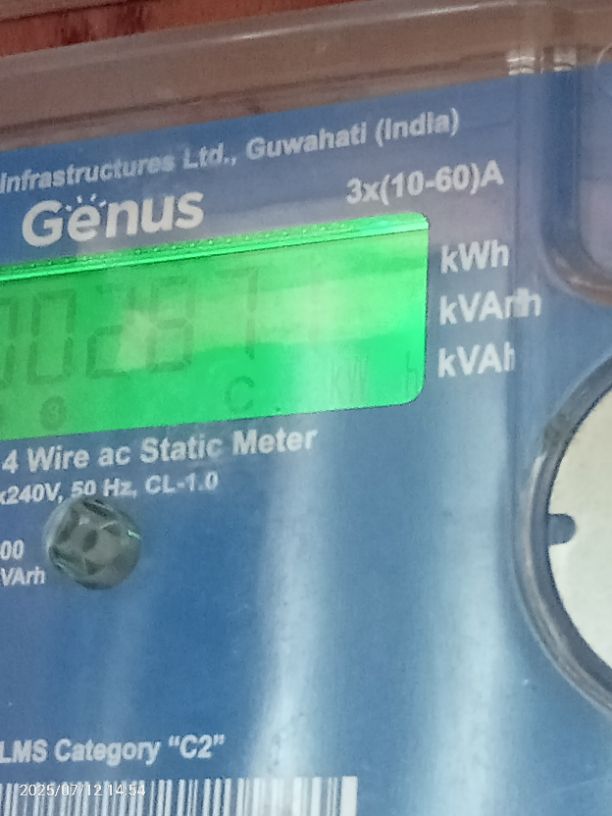 Infrastructures Ltd., Guwahati (India)
Genus
3x(10-60)A
kWh
kVArh
kVAh
kW h
C
4 Wire ac Static Meter
x240V, 50 Hz, CL-1.0
00
VArh
LMS Category “C2”
2025/07/12 14:54